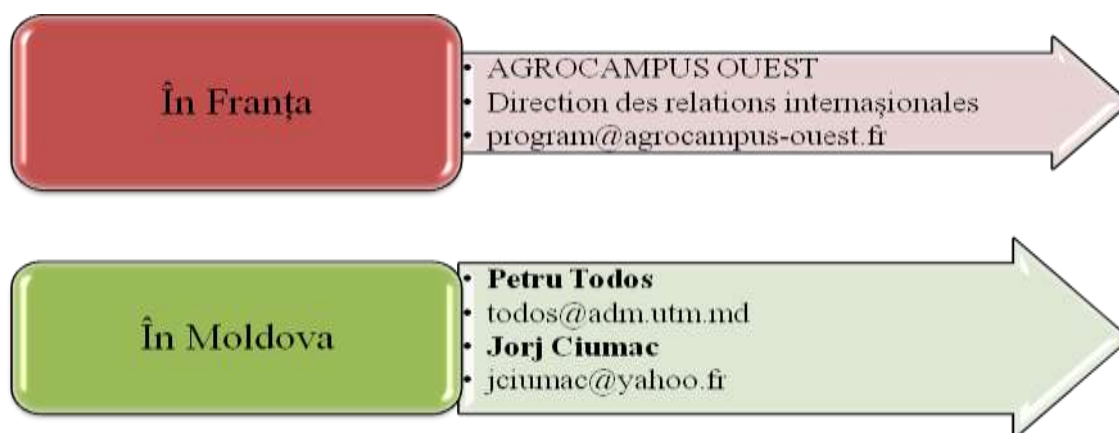 În Franța
• AGROCAMPUS OUEST
• Direction des relations internașionales
• program@agrocampus-ouest.fr
În Moldova
• Petru Todos
• todos@adm.utm.md
• Jorj Ciumac
• jciumac@yahoo.fr